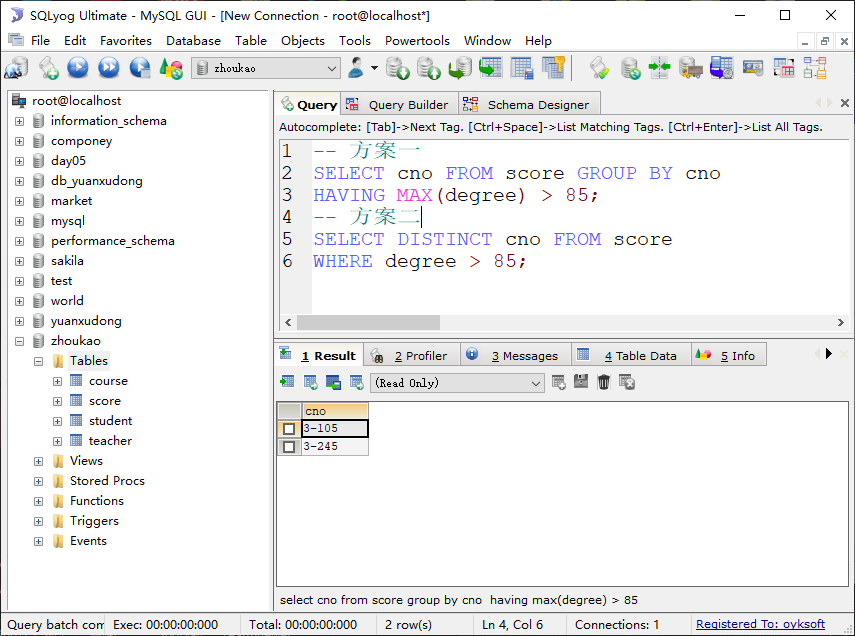 SQLyog Ultimate - MySQL GUI - [New Connection - root@localhost*]
File Edit Favorites Database Table Objects Tools Powertools Window Help
zhoukao
root@localhost
information_schema
componey
day05
db_yuanxudong
market
mysql
performance_schema
sakila
test
world
yuanxudong
zhoukao
Tables
course
score
student
teacher
Views
Stored Procs
Functions
Triggers
Events
Query Query Builder Schema Designer
Autocomplete: [Tab]->Next Tag. [Ctrl+Space]->List Matching Tags. [Ctrl+Enter]->List All Tags.
1 -- 方案一
2 SELECT cno FROM score GROUP BY cno
3 HAVING MAX(degree) > 85;
4 -- 方案二
5 SELECT DISTINCT cno FROM score
6 WHERE degree > 85;
1 Result 2 Profiler 3 Messages 4 Table Data 5 Info
(Read Only)
cno
3-105
3-245
select cno from score group by cno having max(degree) > 85
Query batch com Exec: 00:00:00:000 Total: 00:00:00:000 2 row(s) Ln 4, Col 6 Connections: 1 Registered To: oyksoft